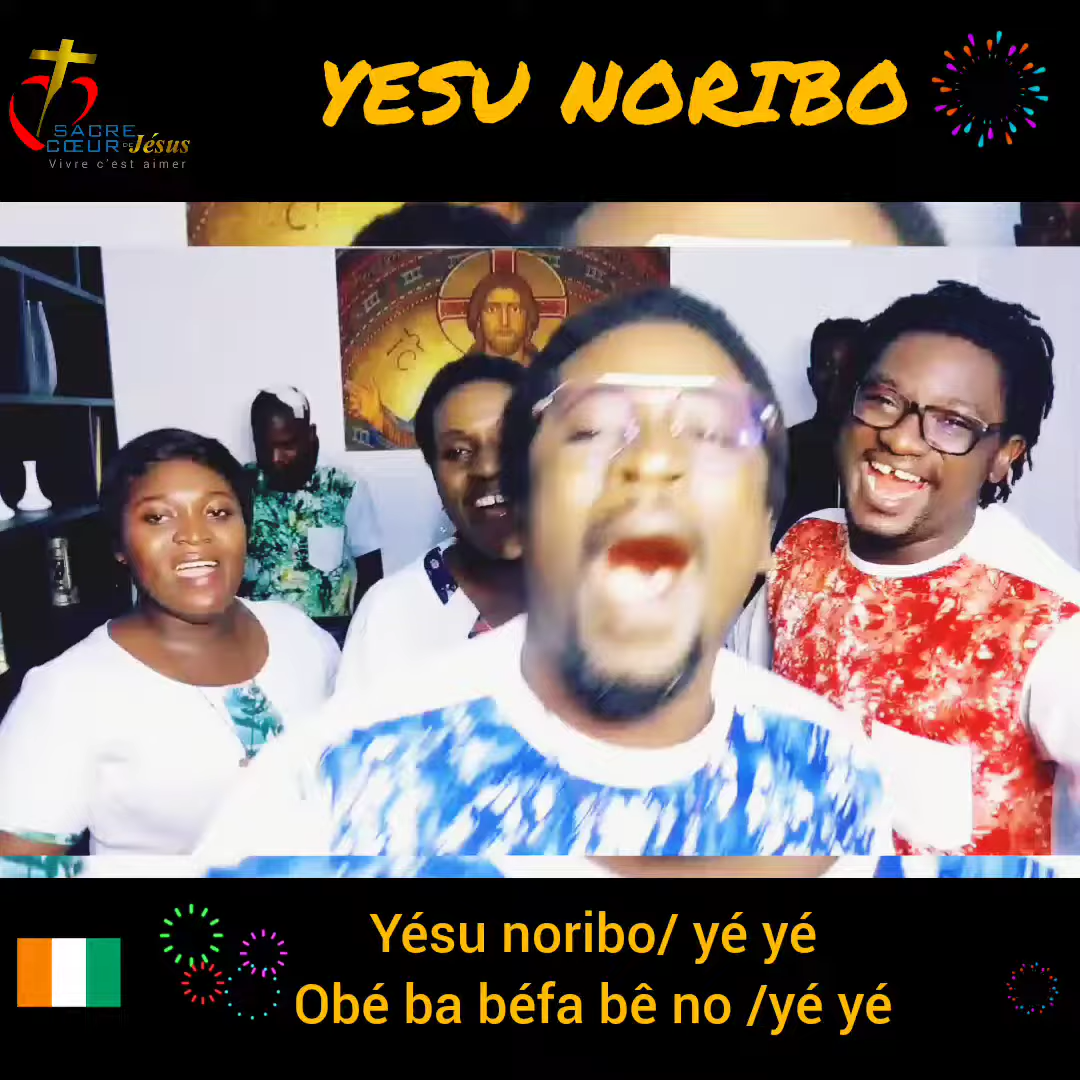 YESU NORIBO
SACRE
CŒUR DE Jésus
Vivre c'est aimer
Yésu noribo/ yé yé
Obé ba béfa bê no /yé yé